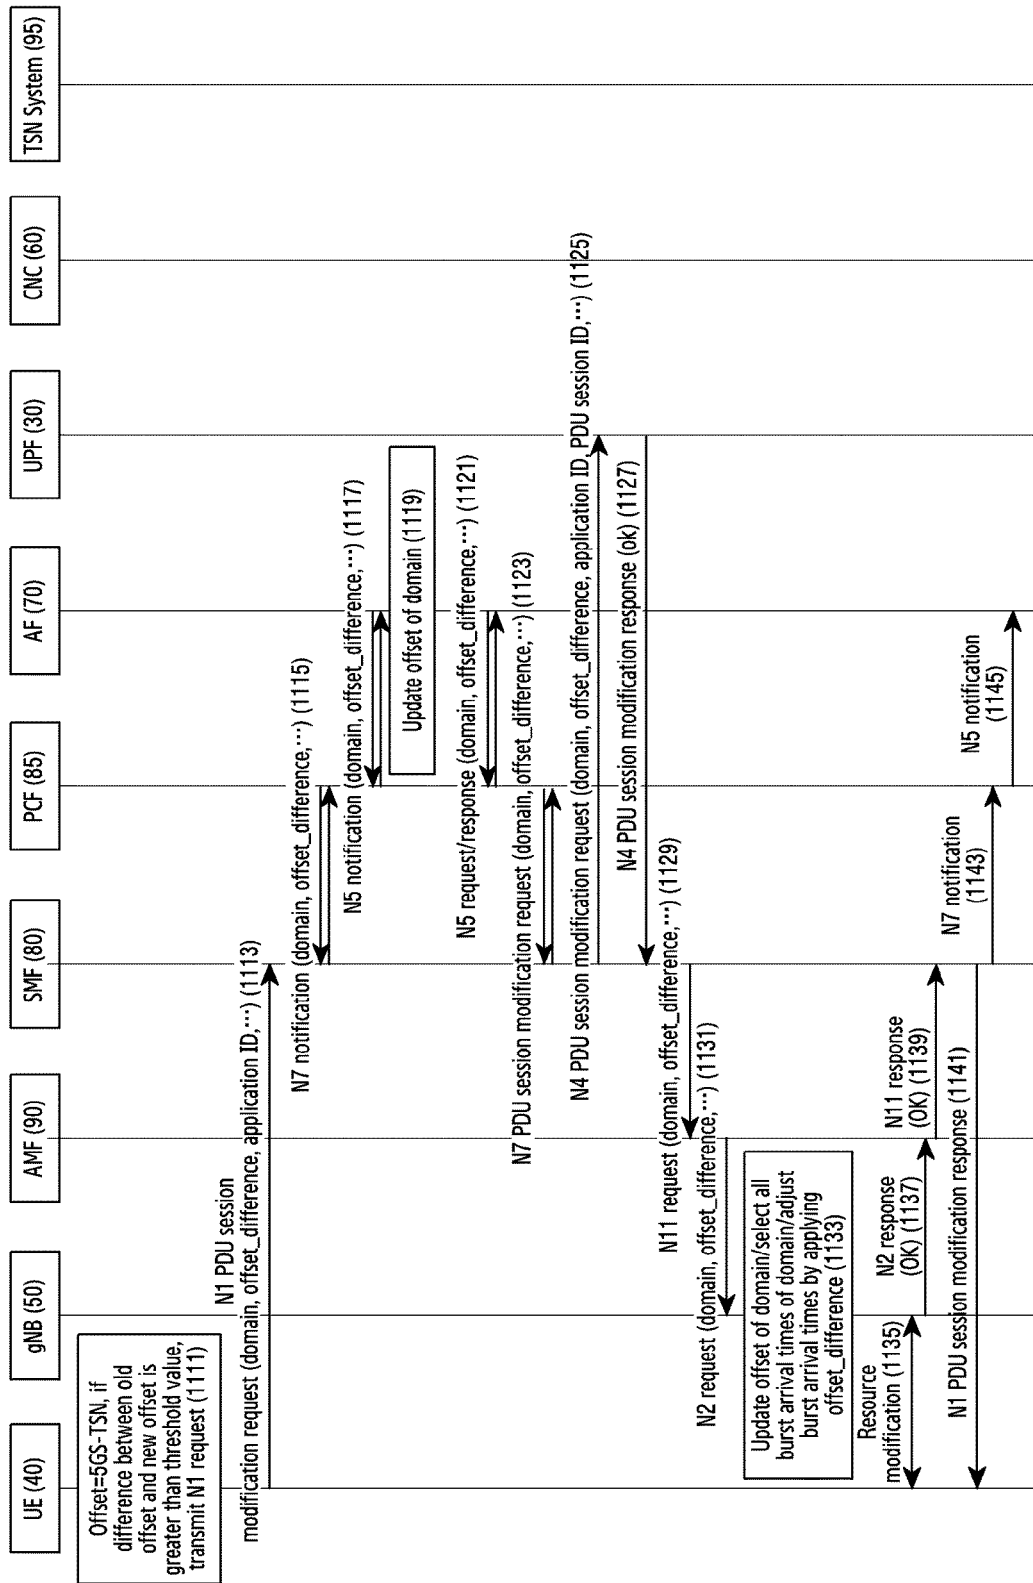 UE (40)
gNB (50)
AMF (90)
SMF (80)
PCF (85)
AF (70)
UPF (30)
CNC (60)
TSN System (95)
Offset=5GS-TSN, if
difference between old
offset and new offset is
greater than threshold value,
transmit N1 request (1111)
N1 PDU session
modification request (domain, offset_difference, application ID,⋯) (1113)
N7 notification (domain, offset_difference,⋯) (1115)
N5 notification (domain, offset_difference,⋯) (1117)
Update offset of domain (1119)
N5 request/response (domain, offset_difference,⋯) (1121)
N7 PDU session modification request (domain, offset_difference,⋯) (1123)
N4 PDU session modification request (domain, offset_difference, application ID, PDU session ID,⋯) (1125)
N4 PDU session modification response (ok) (1127)
N11 request (domain, offset_difference,⋯) (1129)
N2 request (domain, offset_difference,⋯) (1131)
Update offset of domain/select all
burst arrival times of domain/adjust
burst arrival times by applying
offset_difference (1133)
Resource
modification (1135)
N2 response
(OK) (1137)
N11 response
(OK) (1139)
N1 PDU session modification response (1141)
N7 notification
(1143)
N5 notification
(1145)